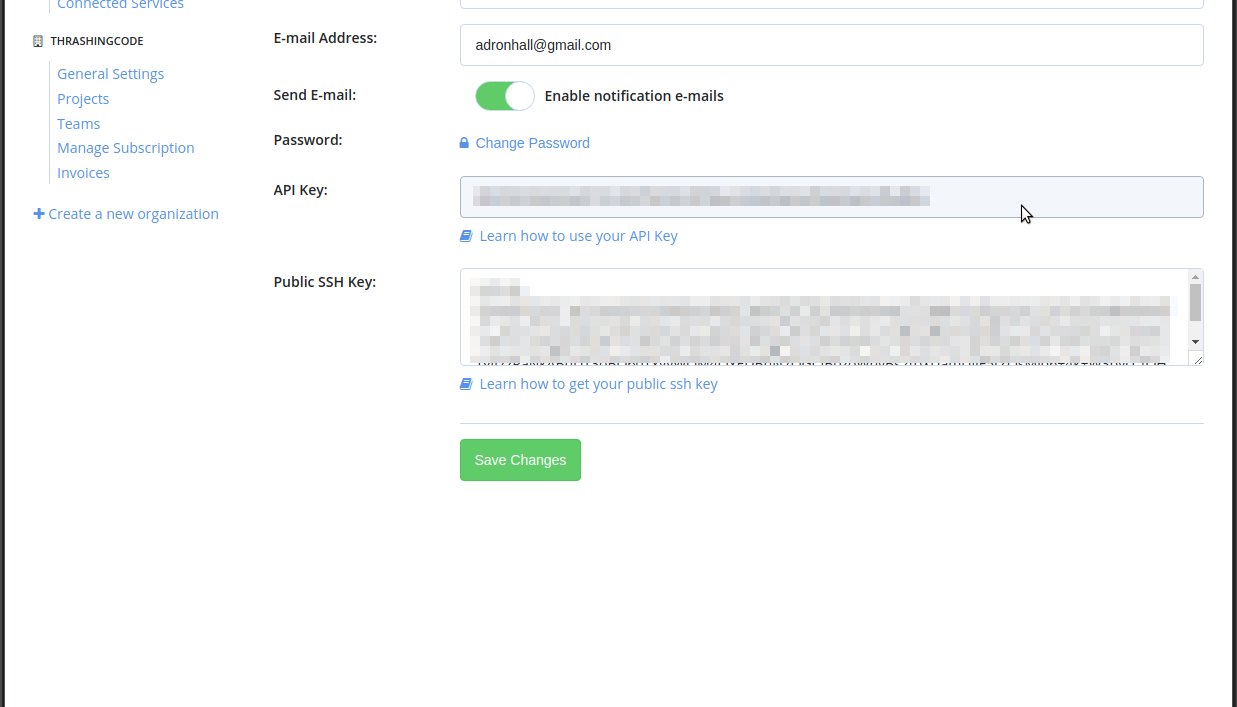 Connected Services
THRASHINGCODE
General Settings
Projects
Teams
Manage Subscription
Invoices
+ Create a new organization
E-mail Address:
adronhall@gmail.com
Send E-mail:
Enable notification e-mails
Password:
Change Password
API Key:
Learn how to use your API Key
Public SSH Key:
Learn how to get your public ssh key
Save Changes